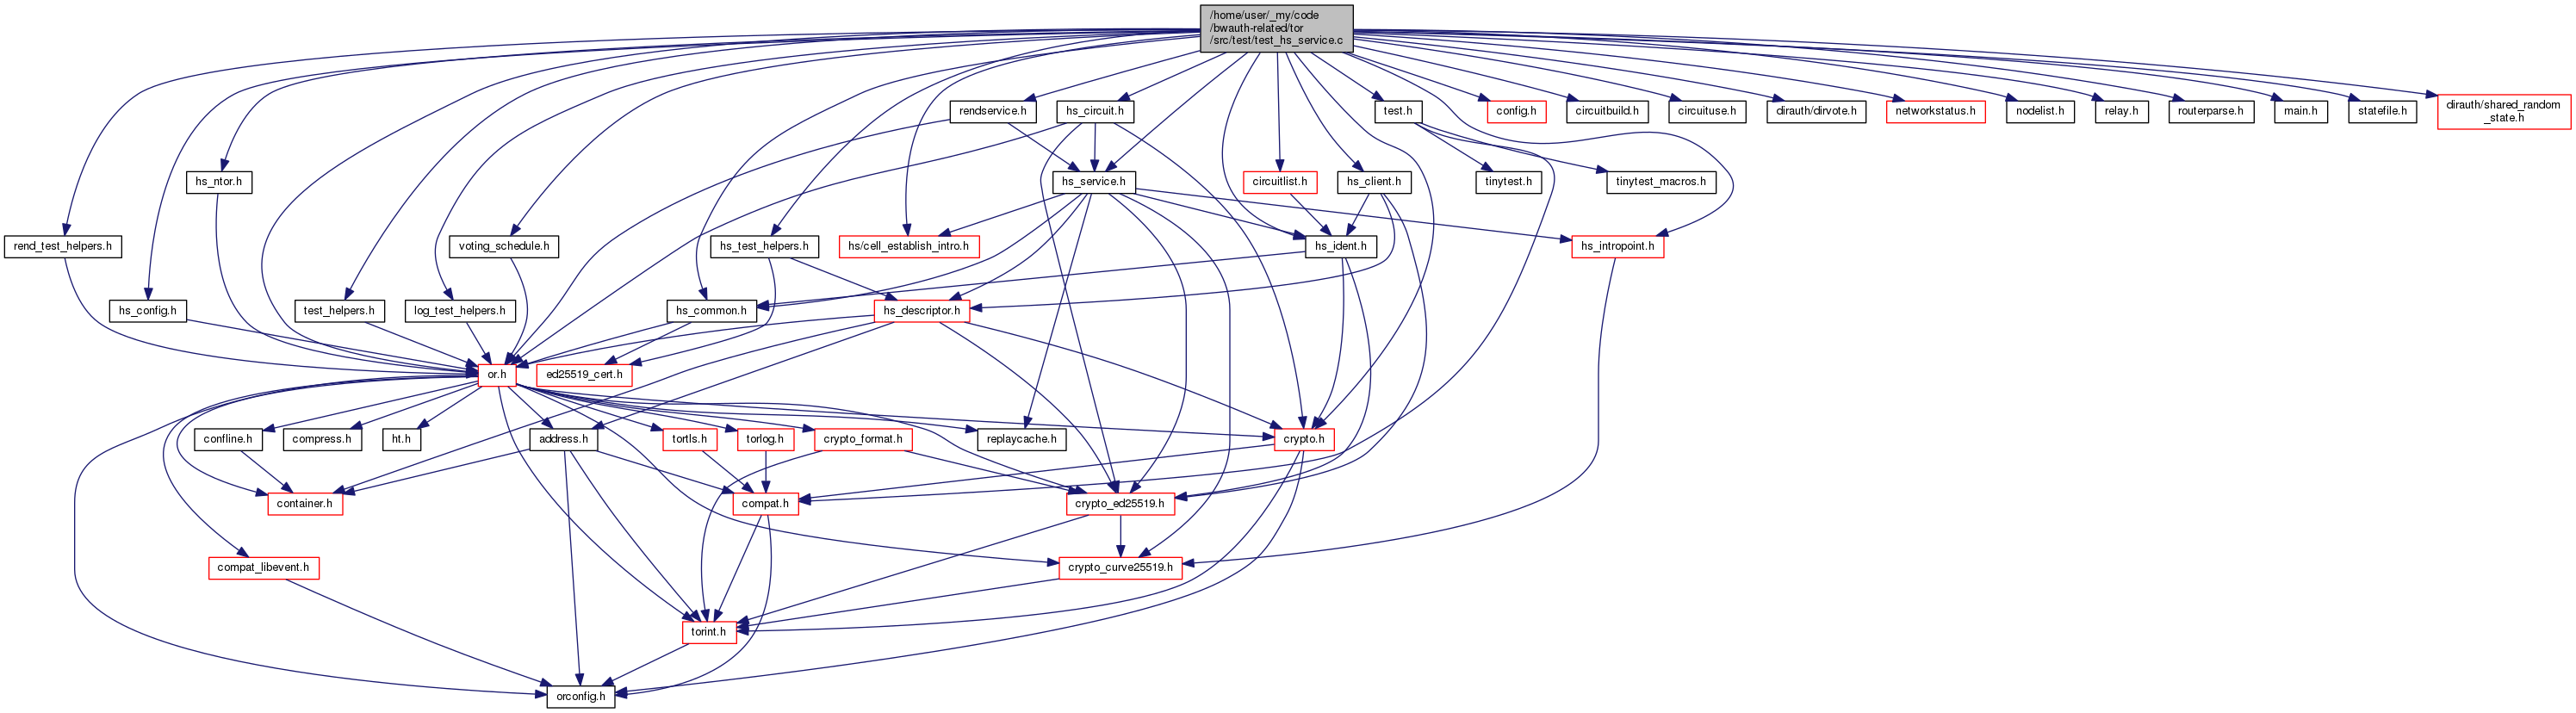 /home/user/_my/code
/bwauth-related/tor
/src/test/test_hs_service.c
rendservice.h
hs_circuit.h
test.h
config.h
circuitbuild.h
circuituse.h
dirauth/dirvote.h
networkstatus.h
nodelist.h
relay.h
routerparse.h
main.h
statefile.h
dirauth/shared_random
_state.h
hs_ntor.h
hs_service.h
circuitlist.h
hs_client.h
tinytest.h
tinytest_macros.h
rend_test_helpers.h
voting_schedule.h
hs_test_helpers.h
hs/cell_establish_intro.h
hs_ident.h
hs_intropoint.h
hs_config.h
test_helpers.h
log_test_helpers.h
hs_common.h
hs_descriptor.h
or.h
ed25519_cert.h
confline.h
compress.h
ht.h
address.h
tortls.h
torlog.h
crypto_format.h
replaycache.h
crypto.h
container.h
compat.h
crypto_ed25519.h
compat_libevent.h
crypto_curve25519.h
torint.h
orconfig.h